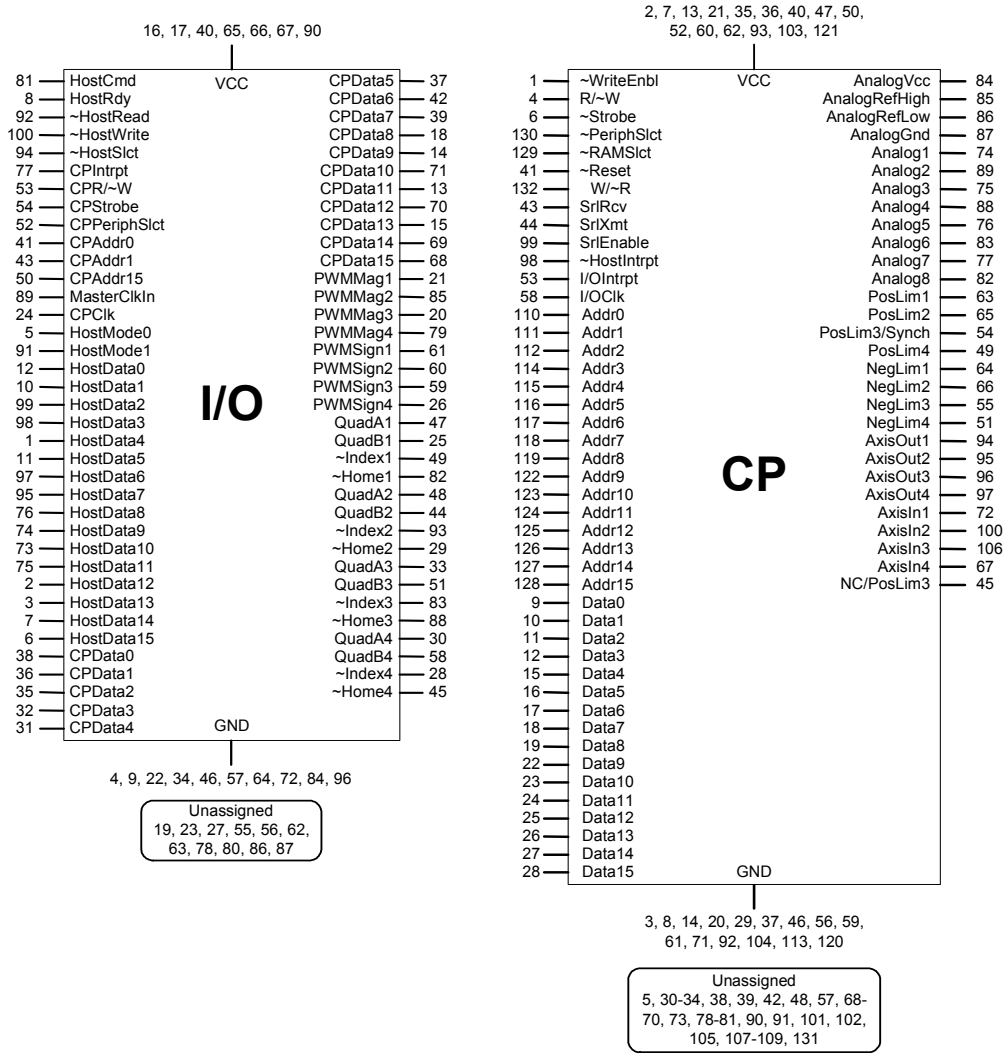 16, 17, 40, 65, 66, 67, 90
VCC
81 HostCmd
8 HostRdy
92 ~HostRead
100 ~HostWrite
94 ~HostSlct
77 CPIntrpt
53 CPR/~W
54 CPStrobe
52 CPPeriphSlct
41 CPAddr0
43 CPAddr1
50 CPAddr15
89 MasterClkIn
24 CPClk
5 HostMode0
91 HostMode1
12 HostData0
10 HostData1
99 HostData2
98 HostData3
1 HostData4
11 HostData5
97 HostData6
95 HostData7
76 HostData8
74 HostData9
73 HostData10
75 HostData11
2 HostData12
3 HostData13
7 HostData14
6 HostData15
38 CPData0
36 CPData1
35 CPData2
32 CPData3
31 CPData4
I/O
CPData5 37
CPData6 42
CPData7 39
CPData8 18
CPData9 14
CPData10 71
CPData11 13
CPData12 70
CPData13 15
CPData14 69
CPData15 68
PWMMag1 21
PWMMag2 85
PWMMag3 20
PWMMag4 79
PWMSign1 61
PWMSign2 60
PWMSign3 59
PWMSign4 26
QuadA1 47
QuadB1 25
~Index1 49
~Home1 82
QuadA2 48
QuadB2 44
~Index2 93
~Home2 29
QuadA3 33
QuadB3 51
~Index3 83
~Home3 88
QuadA4 30
QuadB4 58
~Index4 28
~Home4 45
GND
4, 9, 22, 34, 46, 57, 64, 72, 84, 96
Unassigned
19, 23, 27, 55, 56, 62,
63, 78, 80, 86, 87
2, 7, 13, 21, 35, 36, 40, 47, 50,
52, 60, 62, 93, 103, 121
VCC
1 ~WriteEnbl
4 R/~W
6 ~Strobe
130 ~PeriphSlct
129 ~RAMSlct
41 ~Reset
132 W/~R
43 SrlRcv
44 SrlXmt
99 SrlEnable
98 ~HostIntrpt
53 I/OIntrpt
58 I/OClk
110 Addr0
111 Addr1
112 Addr2
114 Addr3
115 Addr4
116 Addr5
117 Addr6
118 Addr7
119 Addr8
122 Addr9
123 Addr10
124 Addr11
125 Addr12
126 Addr13
127 Addr14
128 Addr15
9 Data0
10 Data1
11 Data2
12 Data3
15 Data4
16 Data5
17 Data6
18 Data7
19 Data8
22 Data9
23 Data10
24 Data11
25 Data12
26 Data13
27 Data14
28 Data15
CP
AnalogVcc 84
AnalogRefHigh 85
AnalogRefLow 86
AnalogGnd 87
Analog1 74
Analog2 89
Analog3 75
Analog4 88
Analog5 76
Analog6 83
Analog7 77
Analog8 82
PosLim1 63
PosLim2 65
PosLim3/Synch 54
PosLim4 49
NegLim1 64
NegLim2 66
NegLim3 55
NegLim4 51
AxisOut1 94
AxisOut2 95
AxisOut3 96
AxisOut4 97
AxisIn1 72
AxisIn2 100
AxisIn3 106
AxisIn4 67
NC/PosLim3 45
GND
3, 8, 14, 20, 29, 37, 46, 56, 59,
61, 71, 92, 104, 113, 120
Unassigned
5, 30-34, 38, 39, 42, 48, 57, 68-
70, 73, 78-81, 90, 91, 101, 102,
105, 107-109, 131